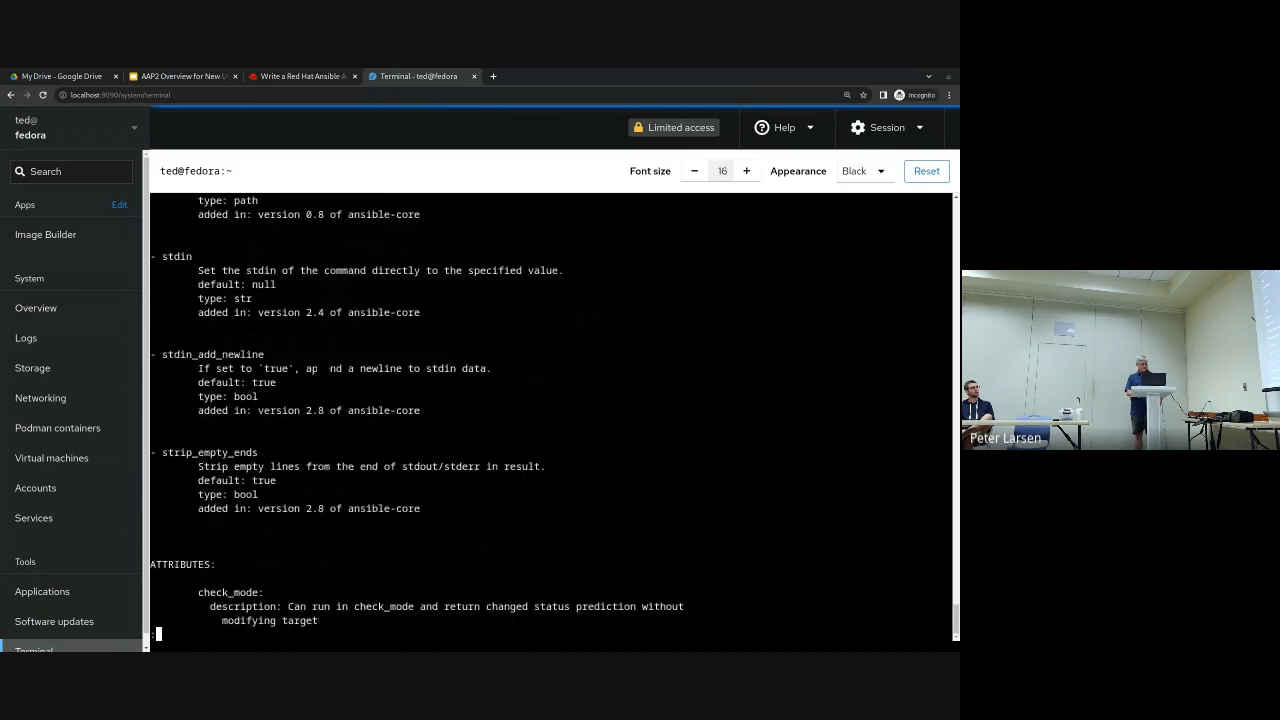 My Drive - Google Drive
AAP2 Overview for New U
Write a Red Hat Ansible A
Terminal - ted@fedora
localhost:9090/system/terminal
Incognito
ted@
fedora
Limited access
Help
Session
Search
ted@fedora:~
Font size
16
Appearance
Black
Reset
Apps
Edit
Image Builder
System
Overview
Logs
Storage
Networking
Podman containers
Virtual machines
Accounts
Services
Tools
Applications
Software updates
Terminal
type: path
added in: version 0.8 of ansible-core
- stdin
Set the stdin of the command directly to the specified value.
default: null
type: str
added in: version 2.4 of ansible-core
- stdin_add_newline
If set to `true', ap nd a newline to stdin data.
default: true
type: bool
added in: version 2.8 of ansible-core
- strip_empty_ends
Strip empty lines from the end of stdout/stderr in result.
default: true
type: bool
added in: version 2.8 of ansible-core
ATTRIBUTES:
check_mode:
description: Can run in check_mode and return changed status prediction without
modifying target
:
Peter Larsen